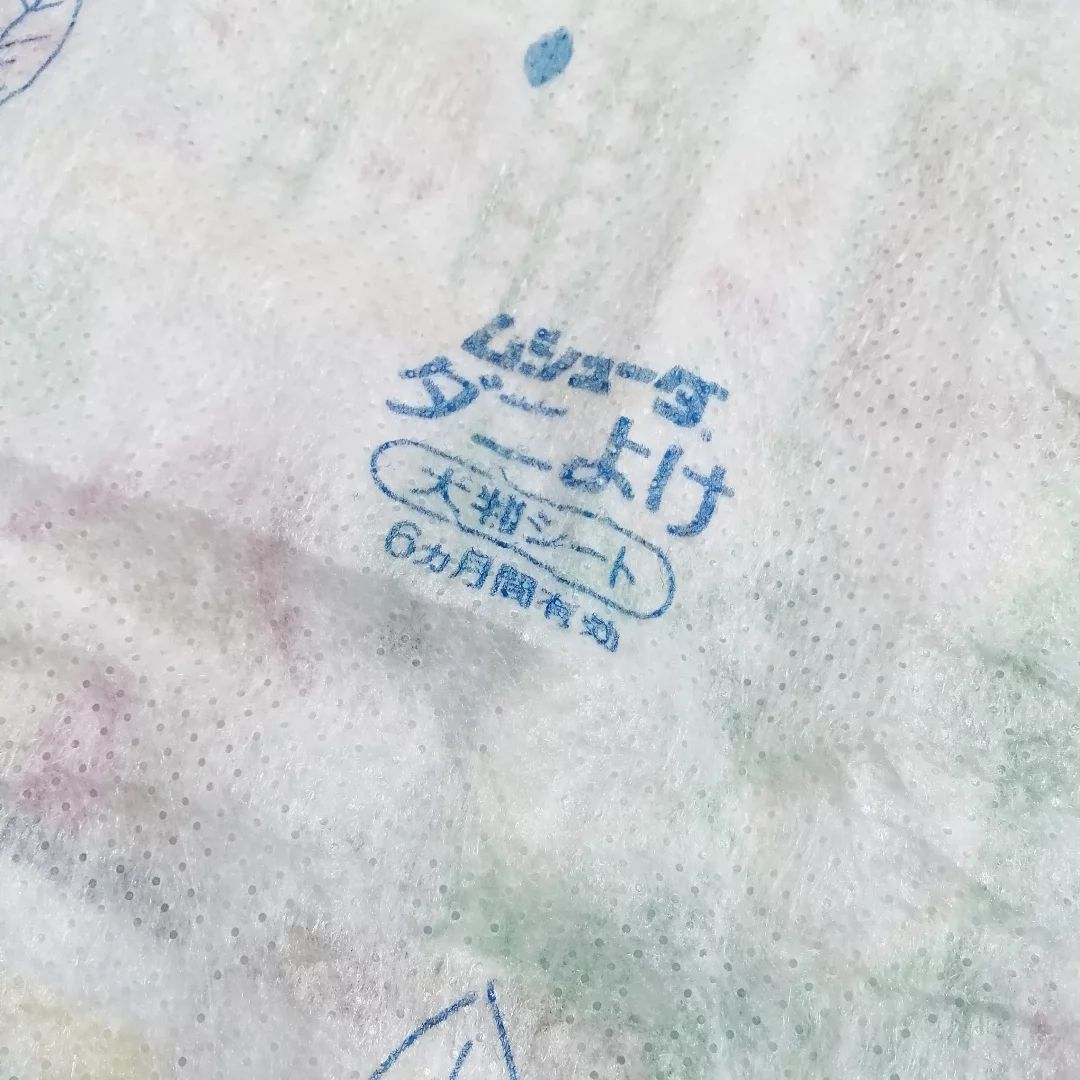 ムシューダ
ダニよけ
大判シート
6カ月間有効